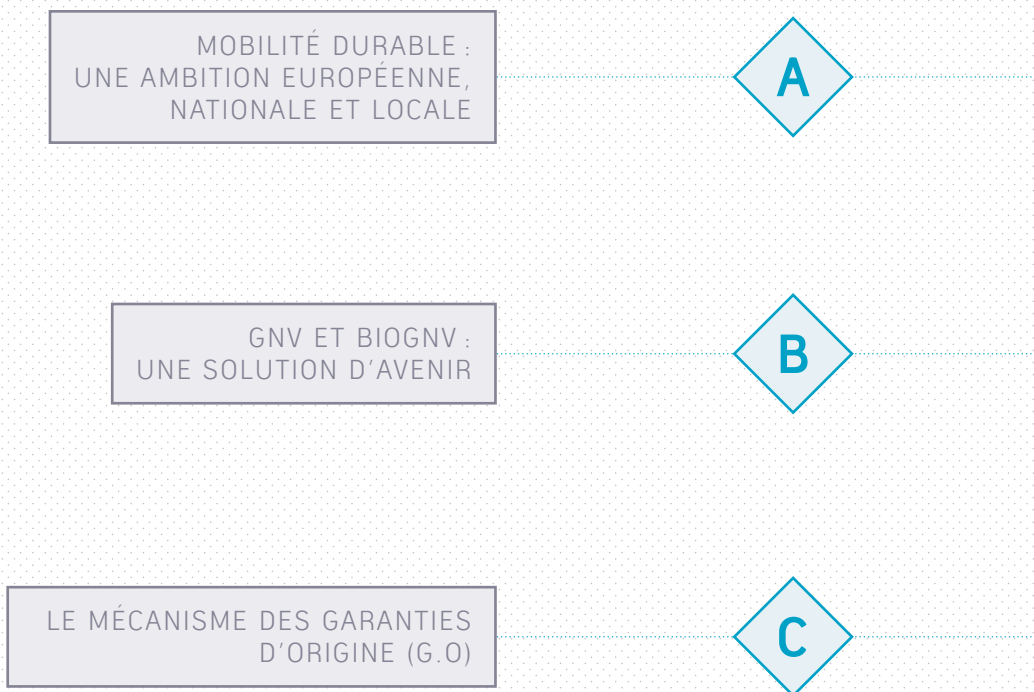 MOBILITÉ DURABLE :
UNE AMBITION EUROPÉENNE,
NATIONALE ET LOCALE
A
GNV ET BIOGNV :
UNE SOLUTION D'AVENIR
B
LE MÉCANISME DES GARANTIES
D'ORIGINE (G.O)
C